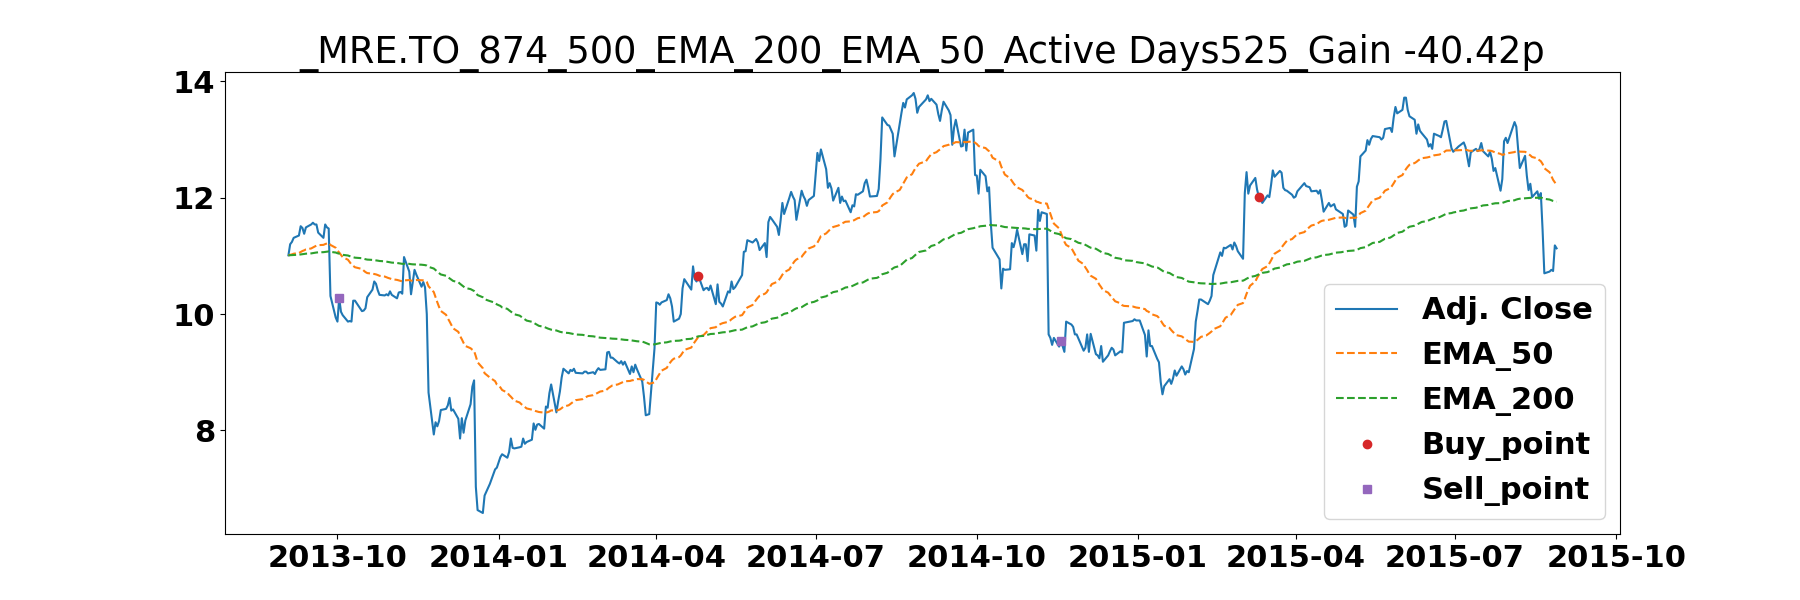 _MRE.TO_874_500_EMA_200_EMA_50_Active Days525_Gain -40.42p
14
12
10
8
Adj. Close
EMA_50
EMA_200
Buy_point
Sell_point
2013-10 2014-01 2014-04 2014-07 2014-10 2015-01 2015-04 2015-07 2015-10